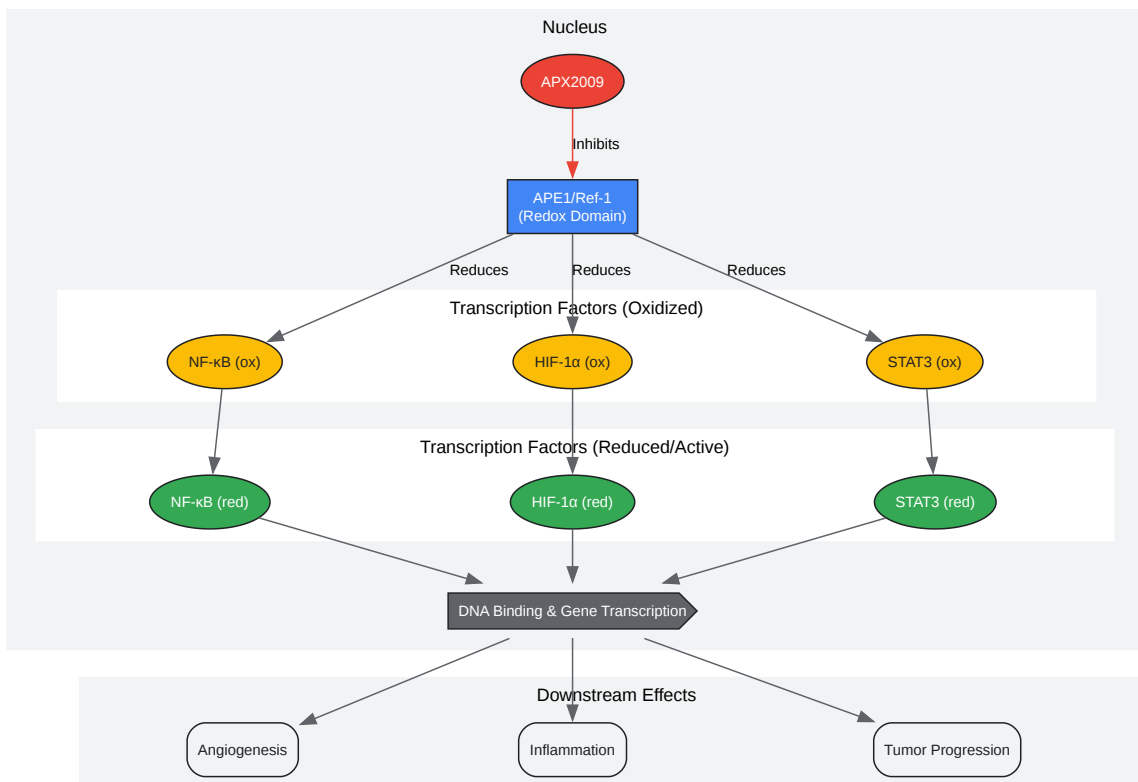 Nucleus
APX2009
Inhibits
APE1/Ref-1
(Redox Domain)
Reduces
Reduces
Reduces
Transcription Factors (Oxidized)
NF-κB (ox)
HIF-1α (ox)
STAT3 (ox)
Transcription Factors (Reduced/Active)
NF-κB (red)
HIF-1α (red)
STAT3 (red)
DNA Binding & Gene Transcription
Downstream Effects
Angiogenesis
Inflammation
Tumor Progression